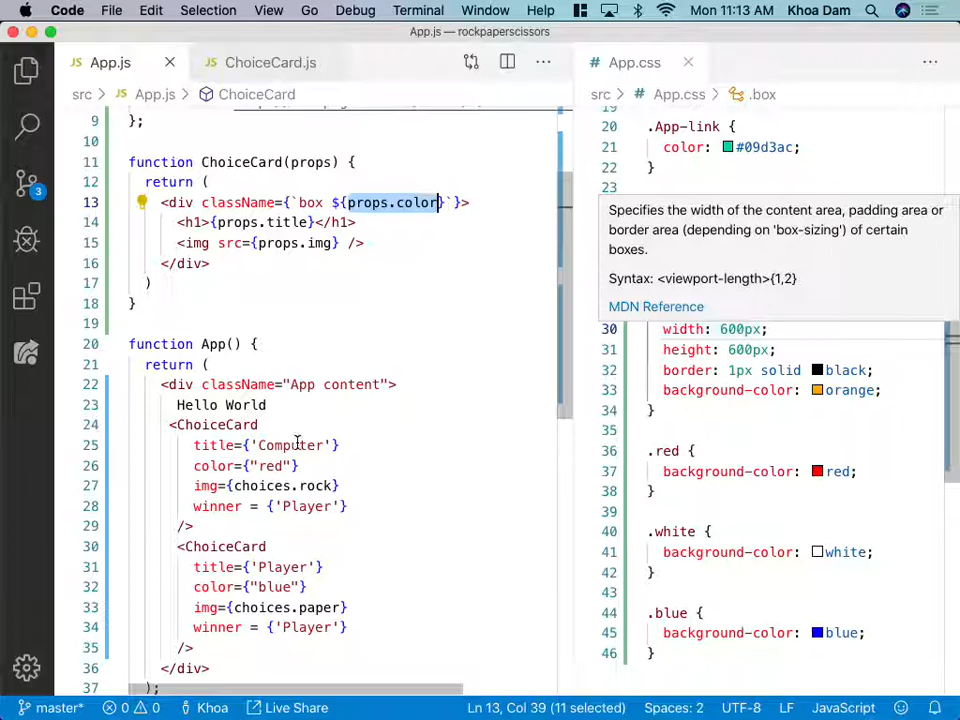 Code File Edit Selection View Go Debug Terminal Window Help Mon 11:13 AM Khoa Dam
App.js — rockpaperscissors
JS App.js ChoiceCard.js
src > JS App.js > ChoiceCard
9 };
10
11 function ChoiceCard(props) {
12 return (
13 <div className={`box ${props.color}`}>
14 <h1>{props.title}</h1>
15 <img src={props.img} />
16 </div>
17 )
18 }
19
20 function App() {
21 return (
22 <div className="App content">
23 Hello World
24 <ChoiceCard
25 title={'Computer'}
26 color={"red"}
27 img={choices.rock}
28 winner = {'Player'}
29 />
30 <ChoiceCard
31 title={'Player'}
32 color={"blue"}
33 img={choices.paper}
34 winner = {'Player'}
35 />
36 </div>
37 );
# App.css
src > # App.css > .box
19
20 .App-link {
21 color: #09d3ac;
22 }
23
Specifies the width of the content area, padding area or
border area (depending on 'box-sizing') of certain
boxes.
Syntax: <viewport-length>{1,2}
MDN Reference
30 width: 600px;
31 height: 600px;
32 border: 1px solid black;
33 background-color: orange;
34 }
35
36 .red {
37 background-color: red;
38 }
39
40 .white {
41 background-color: white;
42 }
43
44 .blue {
45 background-color: blue;
46 }
3
master* 0 0 Khoa Live Share Ln 13, Col 39 (11 selected) Spaces: 2 UTF-8 LF JavaScript